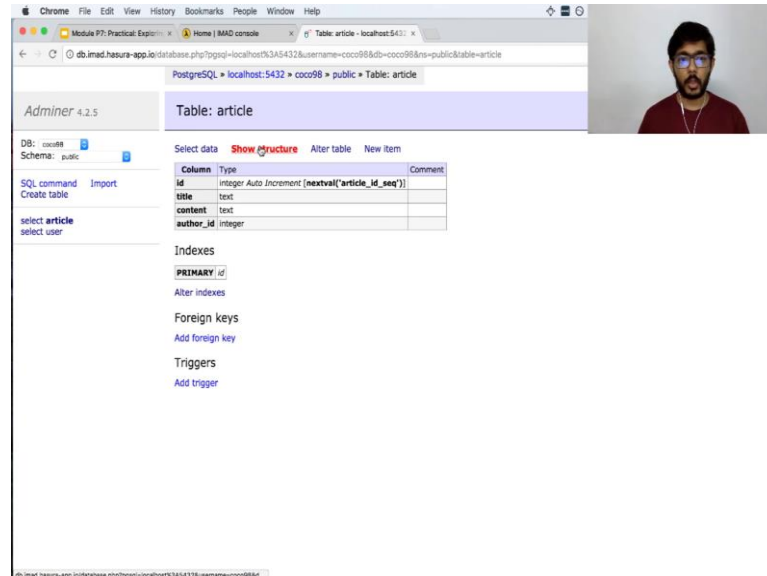 Chrome File Edit View History Bookmarks People Window Help
Module P7: Practical: Explorin
Home | IMAD console
Table: article - localhost:5432
db.imad.hasura-app.io/database.php?pgsql=localhost%3A5432&username=coco98&db=coco98&ns=public&table=article
PostgreSQL » localhost:5432 » coco98 » public » Table: article
Adminer 4.2.5
Table: article
DB: coco98
Schema: public
SQL command Import
Create table
select article
select user
Select data Show structure Alter table New item
Column Type Comment
id integer Auto Increment [nextval('article_id_seq')]
title text
content text
author_id integer
Indexes
PRIMARY id
Alter indexes
Foreign keys
Add foreign key
Triggers
Add trigger